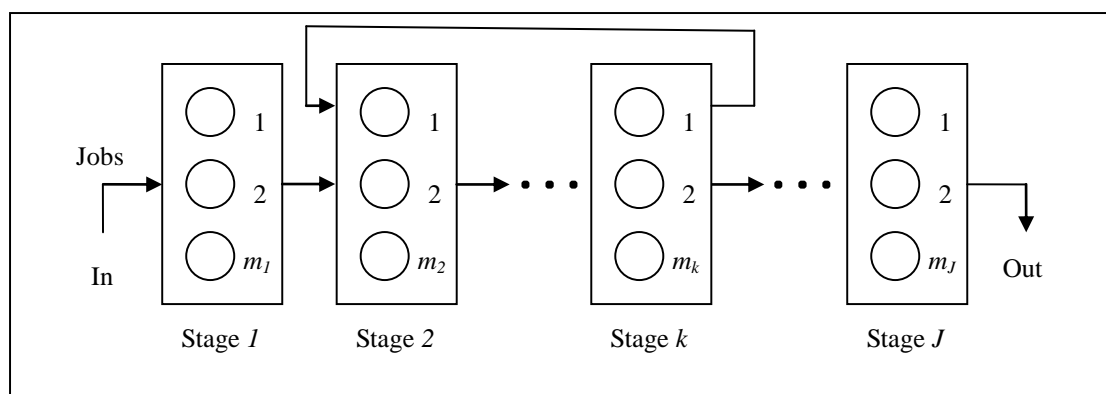 Jobs
In
1
2
m1
Stage 1
1
2
m2
Stage 2
. . .
1
2
mk
Stage k
. . .
1
2
mJ
Stage J
Out